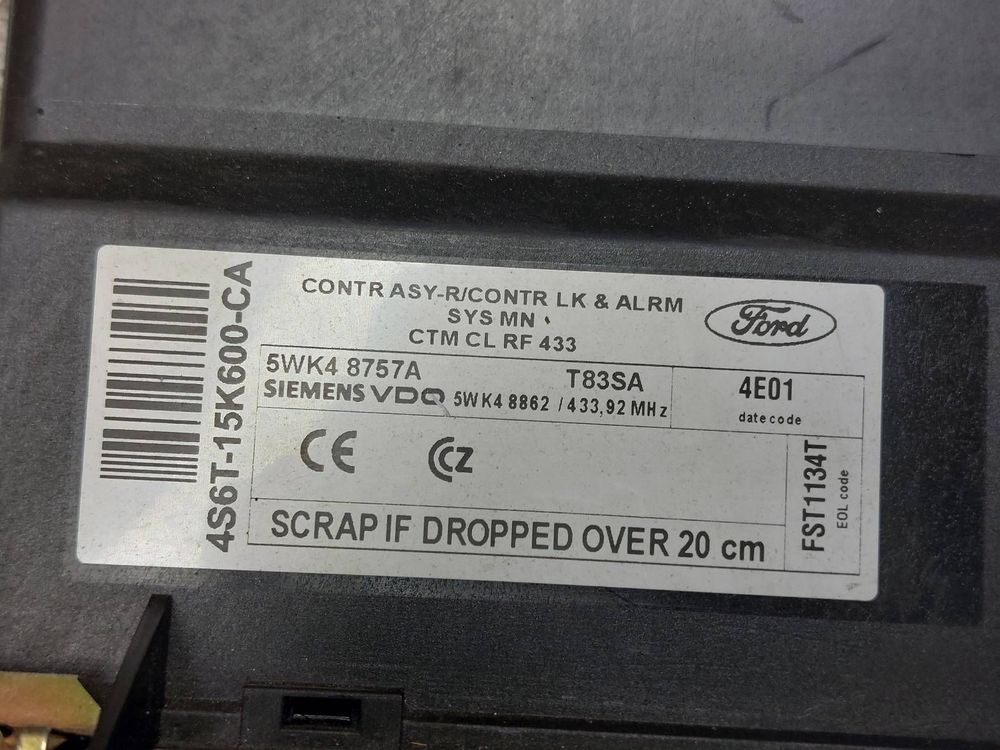 4S6T-15K600-CA
CONTR ASY-R/CONTR LK & ALRM
SYS MN
CTM CL RF 433
Ford
5WK4 8757A T83SA
SIEMENS VDO 5WK4 8862 / 433,92 MHz
4E01
date code
CE CCZ
FST1134T
EOL code
SCRAP IF DROPPED OVER 20 cm